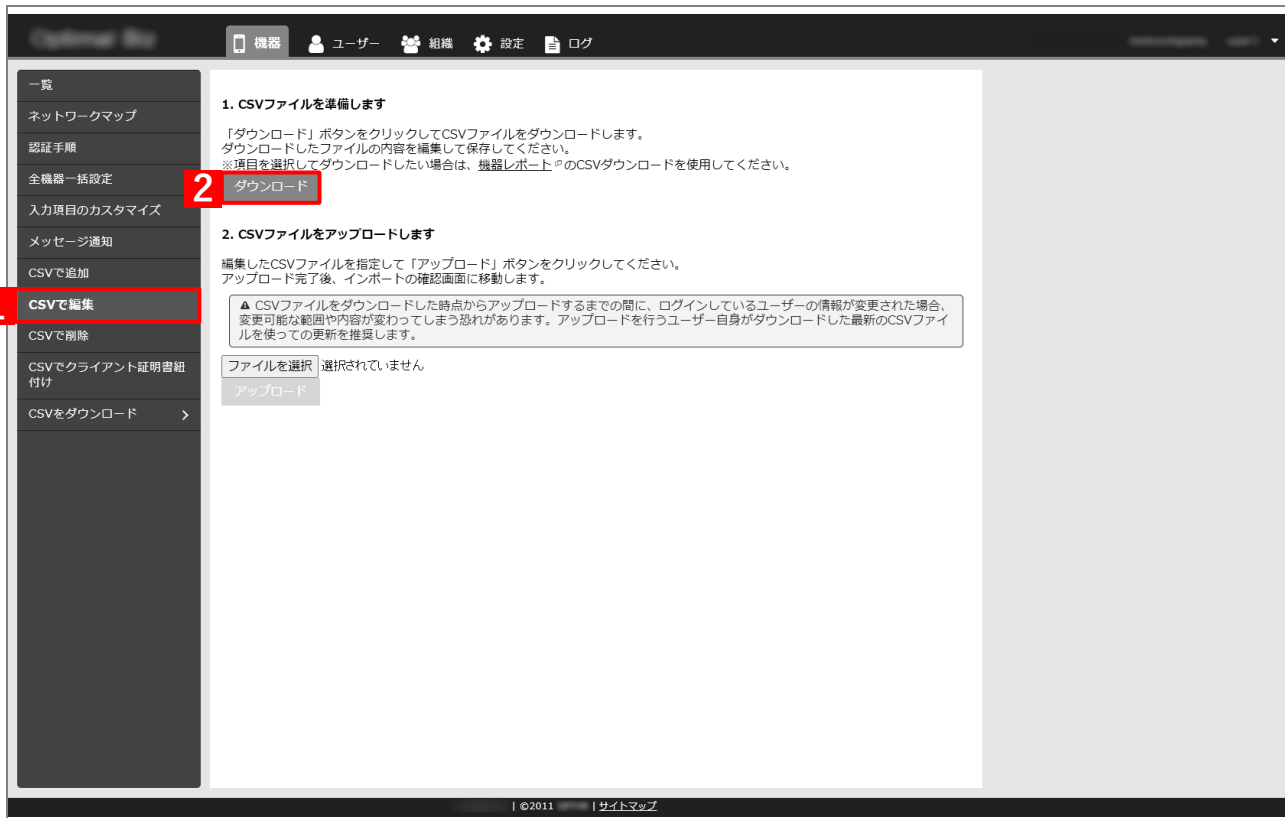 機器
ユーザー
組織
設定
ログ
一覧
ネットワークマップ
認証手順
全機器一括設定
入力項目のカスタマイズ
メッセージ通知
CSVで追加
CSVで編集
CSVで削除
CSVでクライアント証明書紐
付け
CSVをダウンロード
1. CSVファイルを準備します
「ダウンロード」ボタンをクリックしてCSVファイルをダウンロードします。
ダウンロードしたファイルの内容を編集して保存してください。
※項目を選択してダウンロードしたい場合は、機器レポートのCSVダウンロードを使用してください。
2
ダウンロード
2. CSVファイルをアップロードします
編集したCSVファイルを指定して「アップロード」ボタンをクリックしてください。
アップロード完了後、インポートの確認画面に移動します。
CSVファイルをダウンロードした時点からアップロードするまでの間に、ログインしているユーザーの情報が変更された場合、
変更可能な範囲や内容が変わってしまう恐れがあります。アップロードを行うユーザー自身がダウンロードした最新のCSVファイ
ルを使っての更新を推奨します。
ファイルを選択 選択されていません
アップロード
| ©2011 | サイトマップ